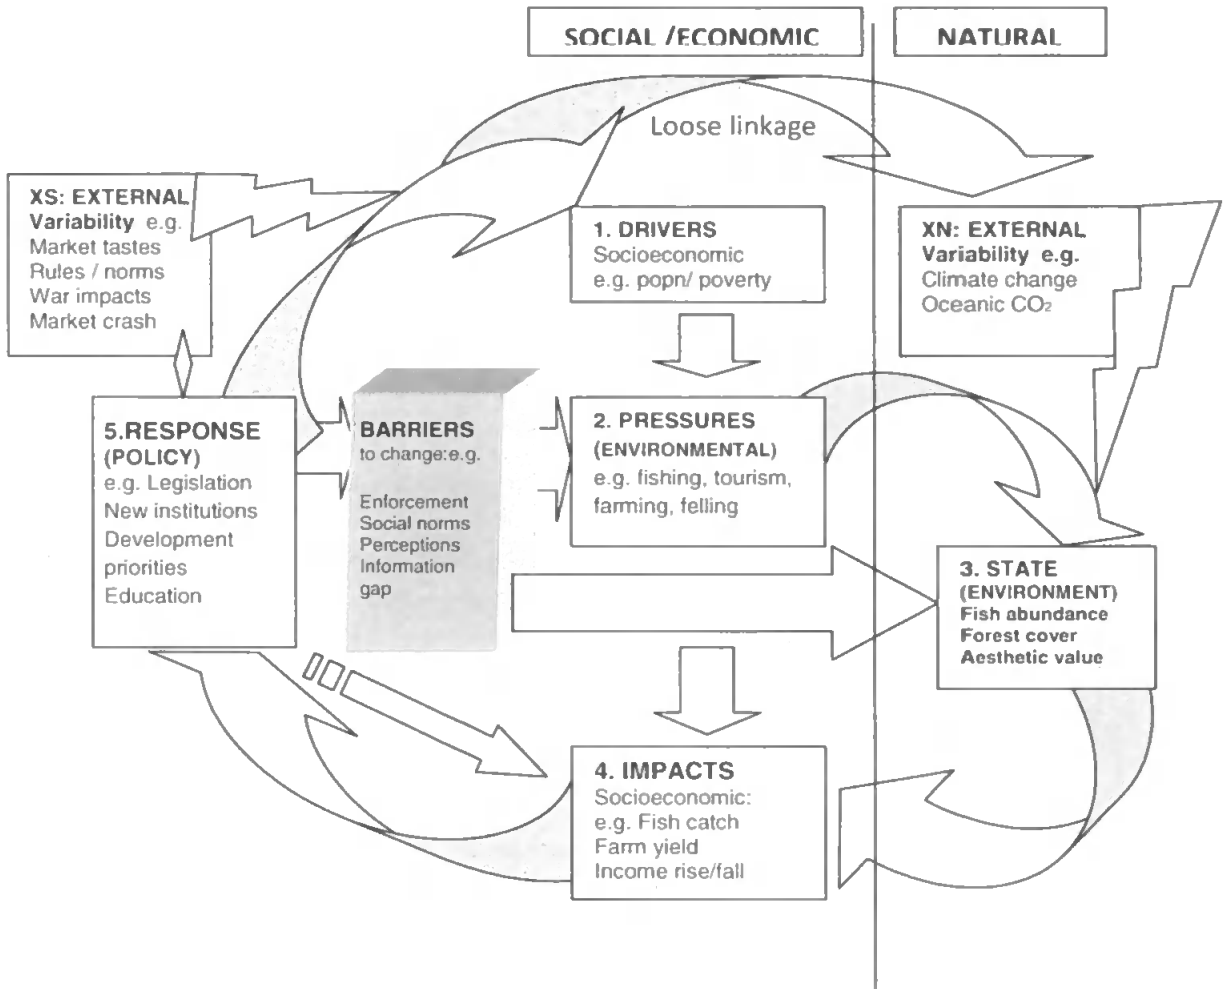 SOCIAL /ECONOMIC
NATURAL
Loose linkage
XS: EXTERNAL
Variability e.g.
Market tastes
Rules / norms
War impacts
Market crash
1. DRIVERS
Socioeconomic
e.g. popn/ poverty
XN: EXTERNAL
Variability e.g.
Climate change
Oceanic CO₂
5.RESPONSE
(POLICY)
e.g. Legislation
New institutions
Development
priorities
Education
BARRIERS
to change:e.g.
Enforcement
Social norms
Perceptions
Information
gap
2. PRESSURES
(ENVIRONMENTAL)
e.g. fishing, tourism,
farming, felling
3. STATE
(ENVIRONMENT)
Fish abundance
Forest cover
Aesthetic value
4. IMPACTS
Socioeconomic:
e.g. Fish catch
Farm yield
Income rise/fall